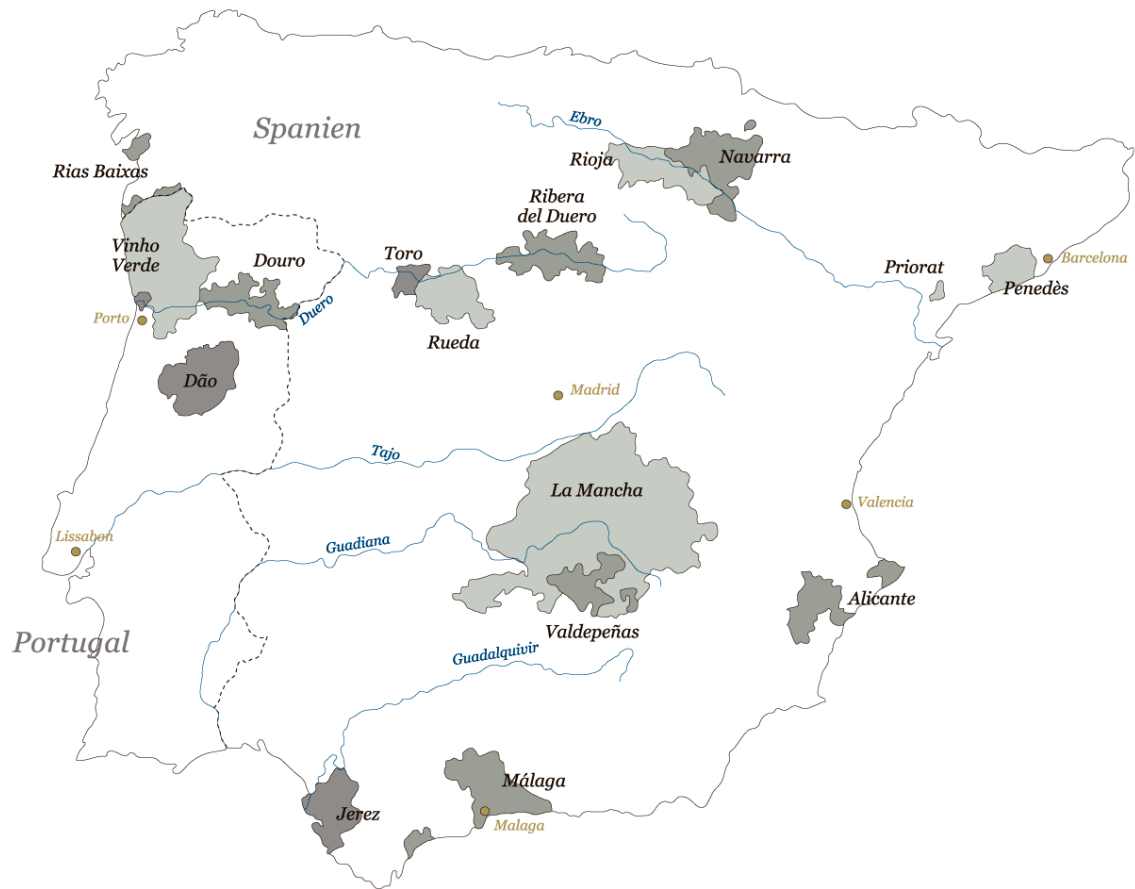 Ebro
Spanien
Rioja
Navarra
Rias Baixas
Ribera
del Duero
Vinho
Verde
Douro
Toro
Priorat
Barcelona
Penedès
Duero
Porto
Rueda
Dão
Madrid
Tajo
La Mancha
Valencia
Lissabon
Guadiana
Alicante
Valdepeñas
Portugal
Guadalquivir
Málaga
Jerez
Malaga